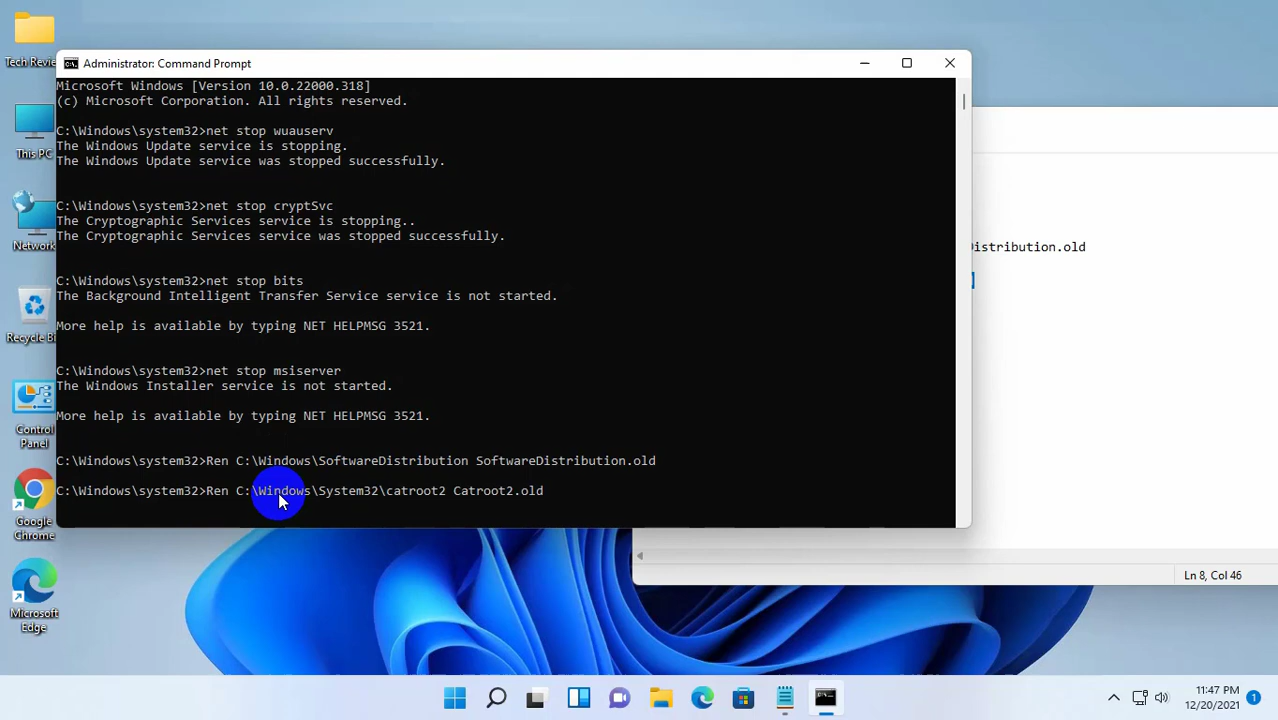 Tech Revie
This PC
Network
Recycle Bi
Control
Panel
Google
Chrome
Microsoft
Edge
Administrator: Command Prompt
Microsoft Windows [Version 10.0.22000.318]
(c) Microsoft Corporation. All rights reserved.
C:\Windows\system32>net stop wuauserv
The Windows Update service is stopping.
The Windows Update service was stopped successfully.
C:\Windows\system32>net stop cryptSvc
The Cryptographic Services service is stopping..
The Cryptographic Services service was stopped successfully.
C:\Windows\system32>net stop bits
The Background Intelligent Transfer Service service is not started.
More help is available by typing NET HELPMSG 3521.
C:\Windows\system32>net stop msiserver
The Windows Installer service is not started.
More help is available by typing NET HELPMSG 3521.
C:\Windows\system32>Ren C:\Windows\SoftwareDistribution SoftwareDistribution.old
C:\Windows\system32>Ren C:\Windows\System32\catroot2 Catroot2.old
istribution.old
Ln 8, Col 46
11:47 PM
12/20/2021
1